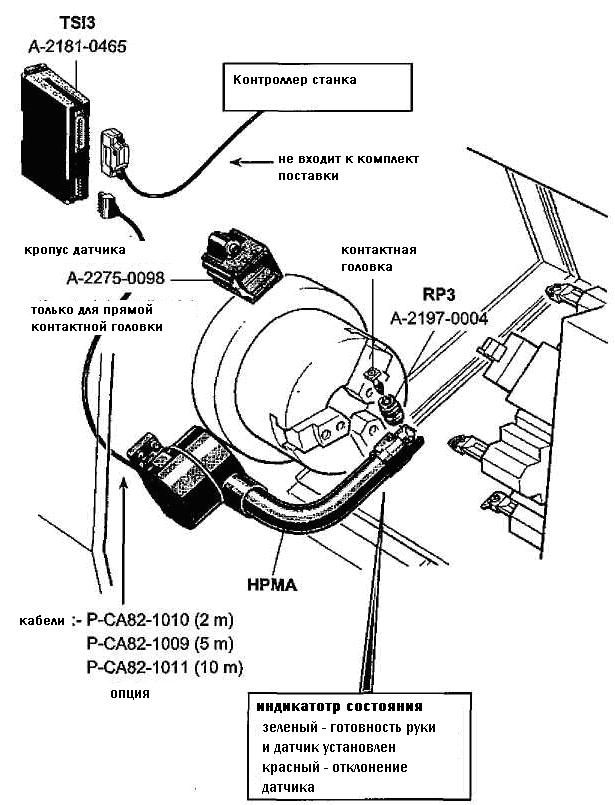 TSI3
A-2181-0465
Контроллер станка
не входит к комплект
поставки
кропус датчика
A-2275-0098
только для прямой
контактной головки
контактная
головка
RP3
A-2197-0004
HPMA
кабели :- P-CA82-1010 (2 m)
P-CA82-1009 (5 m)
P-CA82-1011 (10 m)
опция
индикатотр состояния
зеленый - готовность руки
и датчик установлен
красный - отклонение
датчика